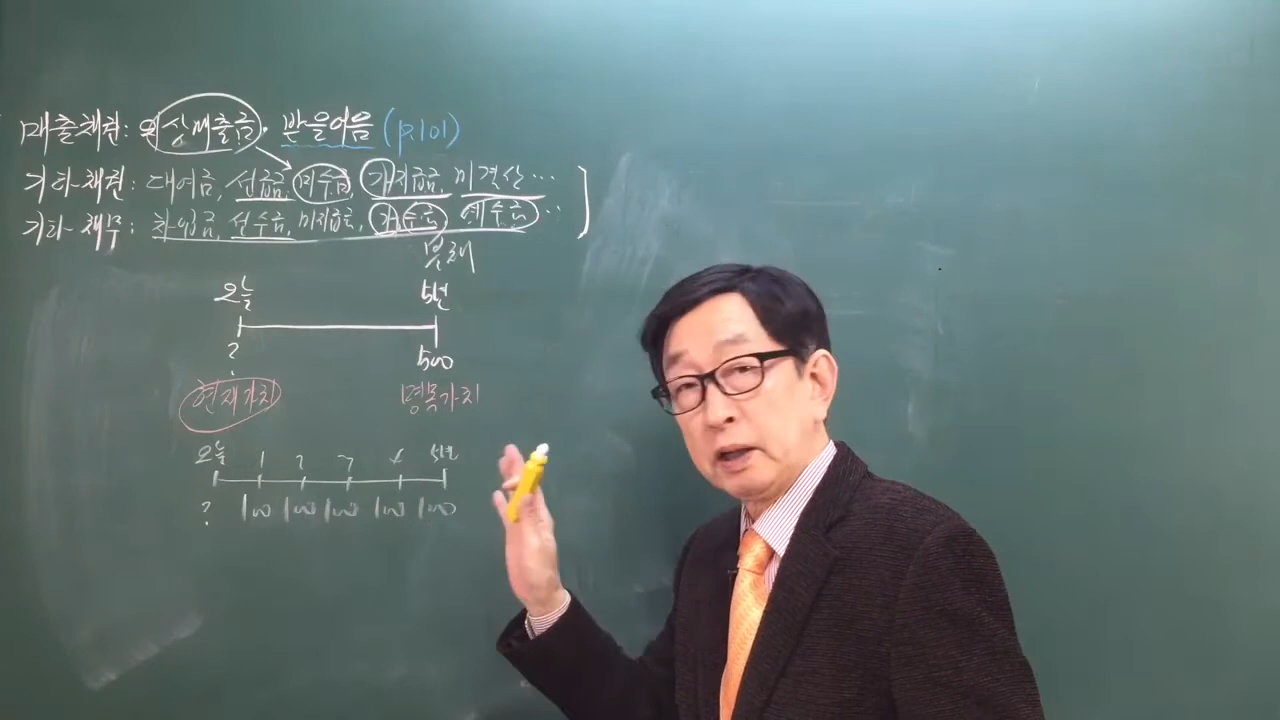 매출채권: 외상매출금. 받을어음 (p.101)
기타채권: 대여금, 선급금, 미수금, 가지급금, 미결산 ...
기타채무: 차입금, 선수금, 미지급금, 가수금, 예수금 ..
부채
오늘 5년
? 500
현재가치 명목가치
오늘 1 2 3 4 5년
? 100 100 100 100 100